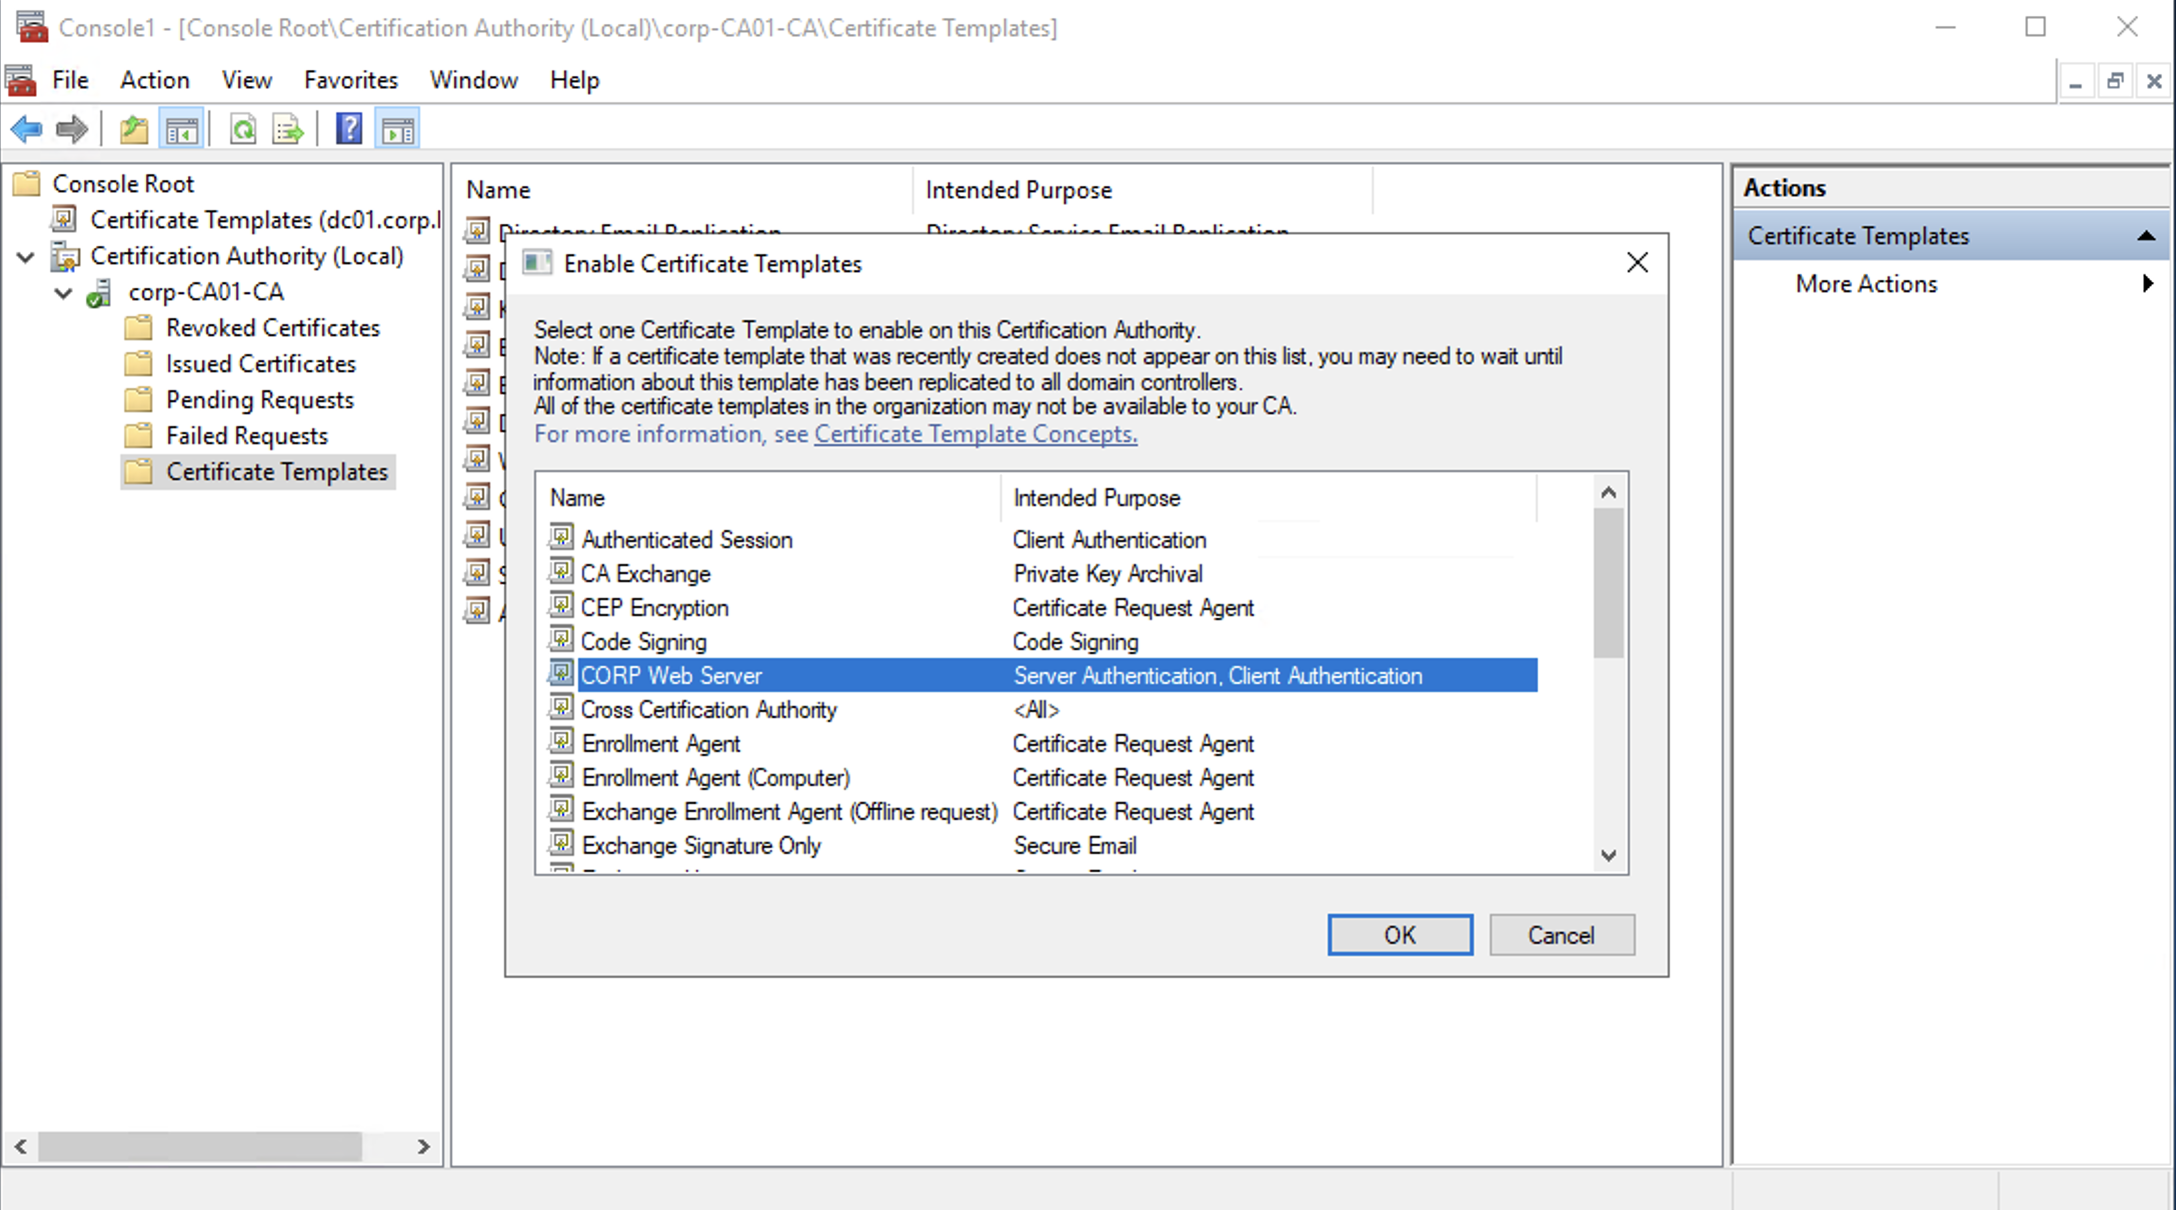 Console1 - [Console Root\Certification Authority (Local)\corp-CA01-CA\Certificate Templates]
File Action View Favorites Window Help
Console Root
Certificate Templates (dc01.corp.l
Certification Authority (Local)
corp-CA01-CA
Revoked Certificates
Issued Certificates
Pending Requests
Failed Requests
Certificate Templates
Name Intended Purpose
Directory Email Replication Directory Service Email Replication
Enable Certificate Templates
Select one Certificate Template to enable on this Certification Authority.
Note: If a certificate template that was recently created does not appear on this list, you may need to wait until
information about this template has been replicated to all domain controllers.
All of the certificate templates in the organization may not be available to your CA.
For more information, see Certificate Template Concepts.
Name Intended Purpose
Authenticated Session Client Authentication
CA Exchange Private Key Archival
CEP Encryption Certificate Request Agent
Code Signing Code Signing
CORP Web Server Server Authentication, Client Authentication
Cross Certification Authority <All>
Enrollment Agent Certificate Request Agent
Enrollment Agent (Computer) Certificate Request Agent
Exchange Enrollment Agent (Offline request) Certificate Request Agent
Exchange Signature Only Secure Email
OK Cancel
Actions
Certificate Templates
More Actions